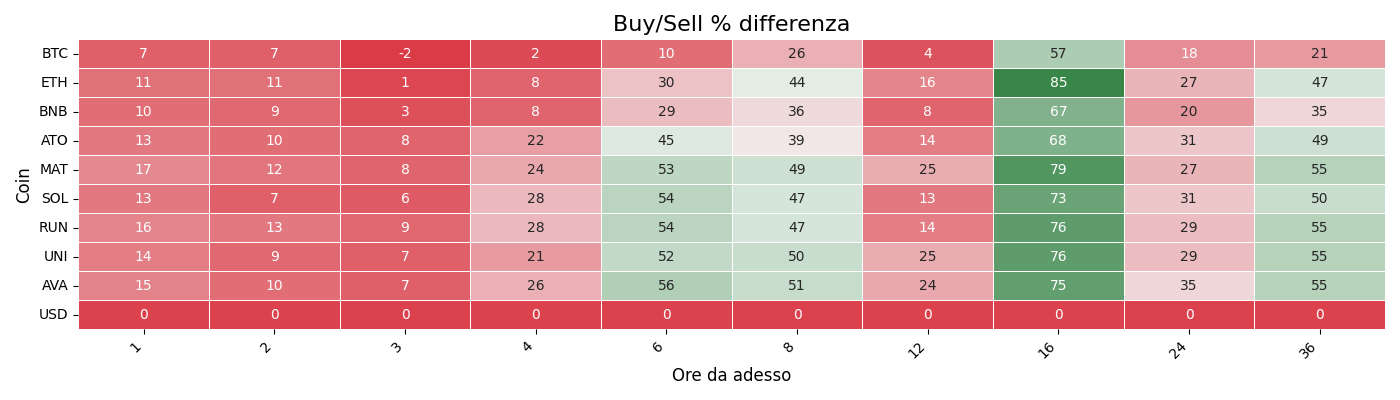 Buy/Sell % differenza
Coin
BTC 7 7 -2 2 10 26 4 57 18 21
ETH 11 11 1 8 30 44 16 85 27 47
BNB 10 9 3 8 29 36 8 67 20 35
ATO 13 10 8 22 45 39 14 68 31 49
MAT 17 12 8 24 53 49 25 79 27 55
SOL 13 7 6 28 54 47 13 73 31 50
RUN 16 13 9 28 54 47 14 76 29 55
UNI 14 9 7 21 52 50 25 76 29 55
AVA 15 10 7 26 56 51 24 75 35 55
USD 0 0 0 0 0 0 0 0 0 0
1 2 3 4 6 8 12 16 24 36
Ore da adesso